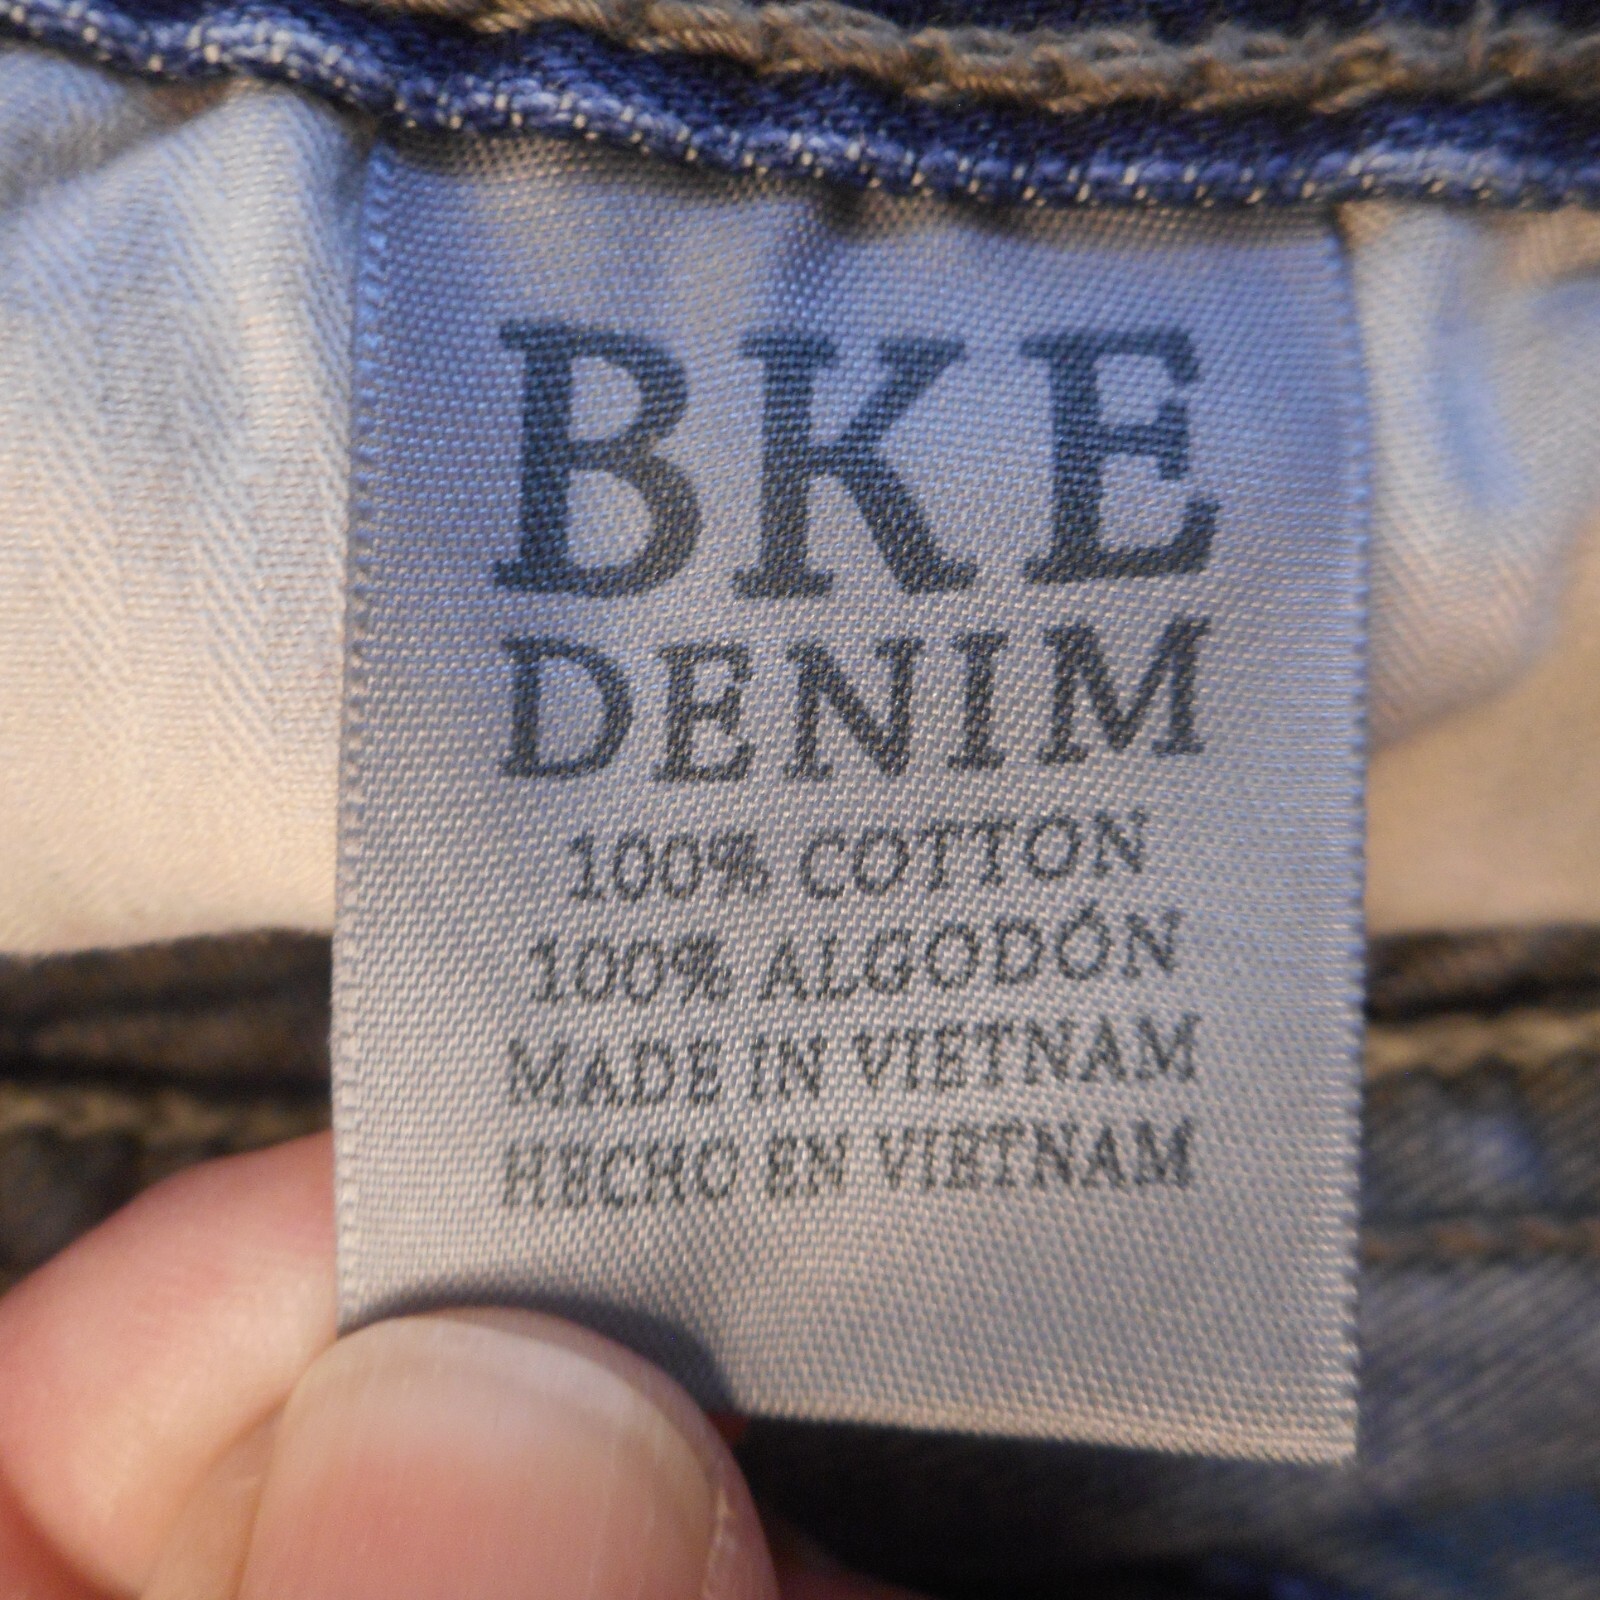 BKE
DENIM
100% COTTON
100% ALGODÓN
MADE IN VIETNAM
HECHO EN VIETNAM